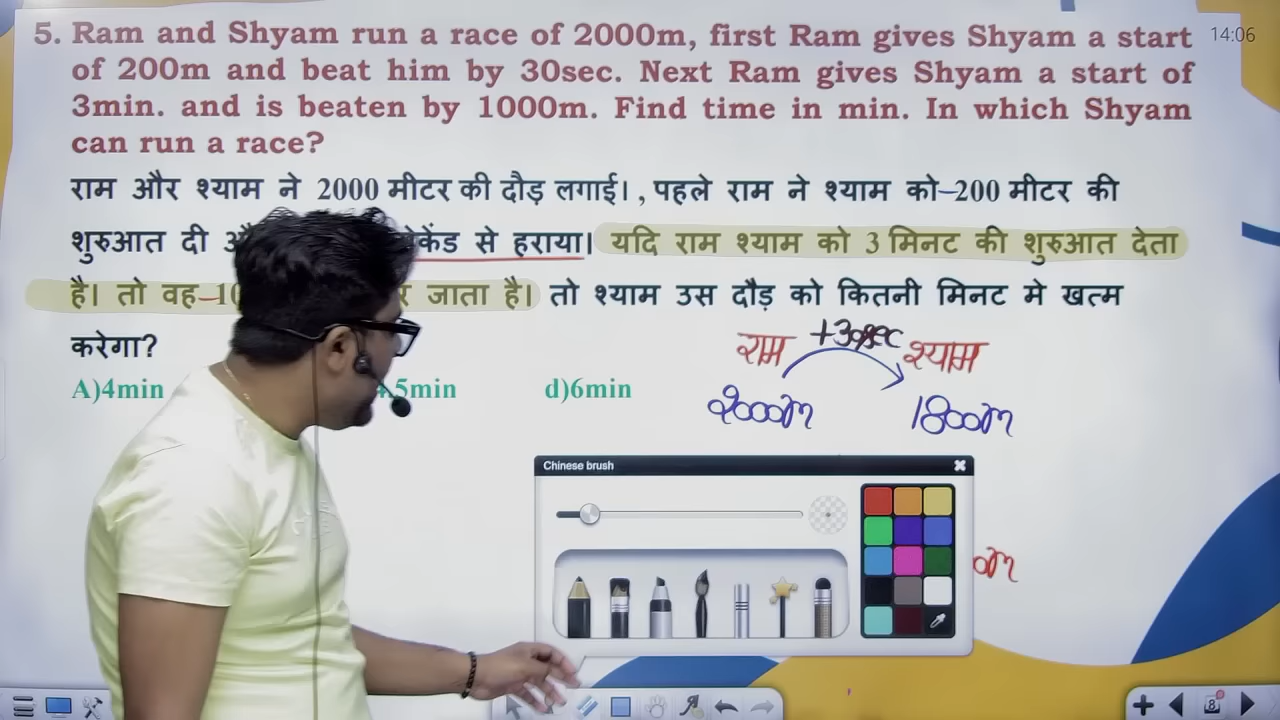 5. Ram and Shyam run a race of 2000m, first Ram gives Shyam a start
14:06
of 200m and beat him by 30sec. Next Ram gives Shyam a start of
3min. and is beaten by 1000m. Find time in min. In which Shyam
can run a race?
राम और श्याम ने 2000 मीटर की दौड़ लगाई। , पहले राम ने श्याम को 200 मीटर की
शुरुआत दी से हराया। यदि राम श्याम को 3 मिनट की शुरुआत देता
है। तो वह जाता है। तो श्याम उस दौड़ को कितनी मिनट मे खत्म
करेगा?
राम +30sec श्याम
A)4min 4.5min d)6min
2000m 1800m
Chinese brush
8